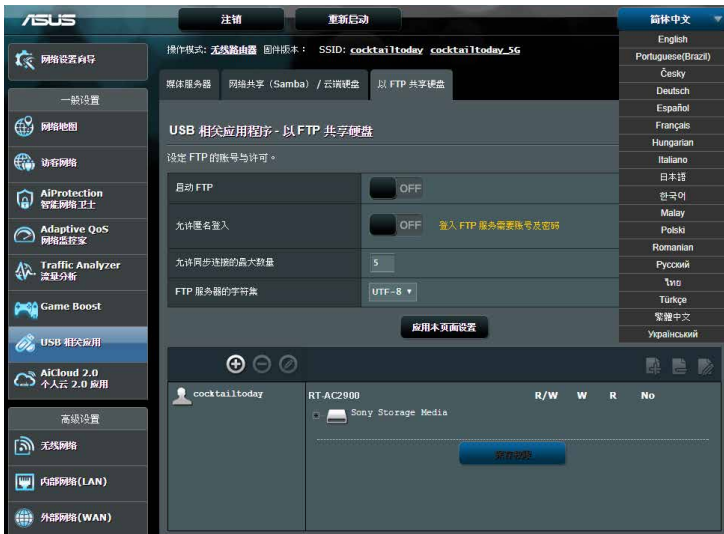 ASUS
注销
重新启动
简体中文
操作模式: 无线路由器 固件版本: SSID: cocktailtoday cocktailtoday_5G
English
Portuguese(Brazil)
Česky
Deutsch
Español
Français
Hungarian
Italiano
日本語
한국어
Malay
Polski
Romanian
Русский
ไทย
Türkçe
繁體中文
Український
网络设置向导
一般设置
网络地图
访客网络
AiProtection
智能网络卫士
Adaptive QoS
网络监控家
Traffic Analyzer
流量分析
Game Boost
USB 相关应用
AiCloud 2.0
个人云 2.0 应用
高级设置
无线网络
内部网络(LAN)
外部网络(WAN)
媒体服务器
网络共享（Samba）/ 云端硬盘
以 FTP 共享硬盘
USB 相关应用程序 - 以 FTP 共享硬盘
设定 FTP 的账号与许可。
启动 FTP
OFF
允许匿名登入
OFF
登入 FTP 服务需要账号及密码
允许同步连接的最大数量
5
FTP 服务器的字符集
UTF-8
应用本页面设置
cocktailtoday
RT-AC2900
R/W W R No
Sony Storage Media